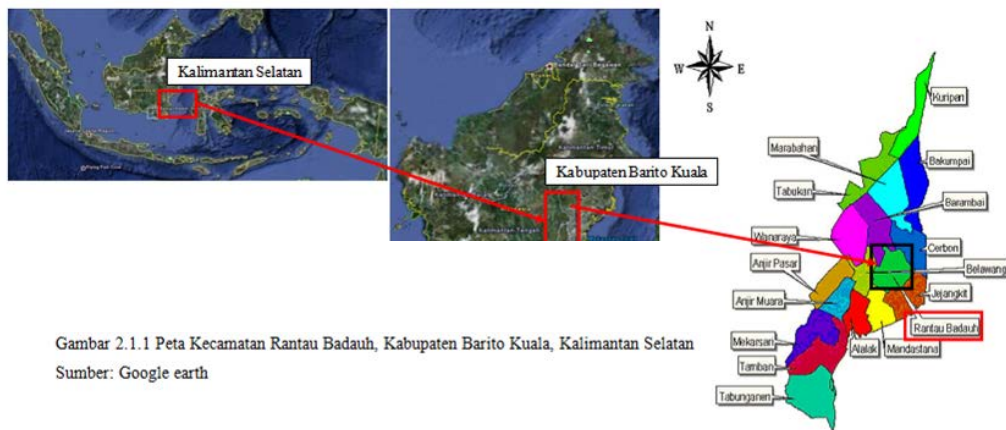 Kalimantan Selatan
Kabupaten Barito Kuala
Kalimantan Timur
N
W E
S
Kuripan
Marabahan
Bakumpai
Tabukan
Barambai
Wanaraya
Cerbon
Anjir Pasar
Belawang
Anjir Muara
Jejangkit
Rantau Badauh
Mekarsari
Alalak
Mandastana
Tamban
Tabunganen
Gambar 2.1.1 Peta Kecamatan Rantau Badauh, Kabupaten Barito Kuala, Kalimantan Selatan
Sumber: Google earth